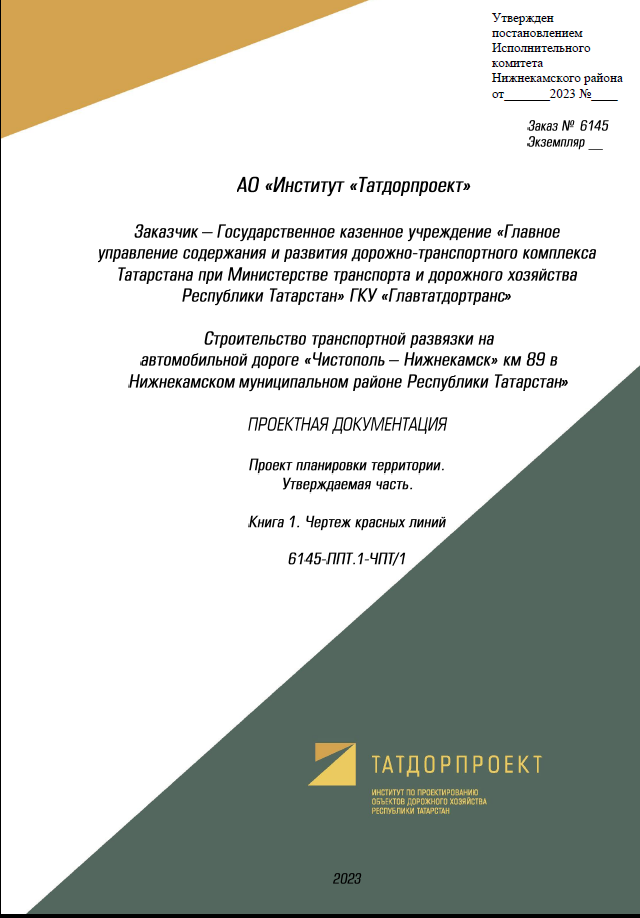 Утвержден
постановлением
Исполнительного
комитета
Нижнекамского района
от_______2023 №____
Заказ № 6145
Экземпляр __
АО «Институт «Татдорпроект»
Заказчик – Государственное казенное учреждение «Главное
управление содержания и развития дорожно-транспортного комплекса
Татарстана при Министерстве транспорта и дорожного хозяйства
Республики Татарстан» ГКУ «Главтатдортранс»
Строительство транспортной развязки на
автомобильной дороге «Чистополь – Нижнекамск» км 89 в
Нижнекамском муниципальном районе Республики Татарстан»
ПРОЕКТНАЯ ДОКУМЕНТАЦИЯ
Проект планировки территории.
Утверждаемая часть.
Книга 1. Чертеж красных линий
6145-ППТ.1-ЧПТ/1
ТАТДОРПРОЕКТ
ИНСТИТУТ ПО ПРОЕКТИРОВАНИЮ
ОБЪЕКТОВ ДОРОЖНОГО ХОЗЯЙСТВА
РЕСПУБЛИКИ ТАТАРСТАН
2023